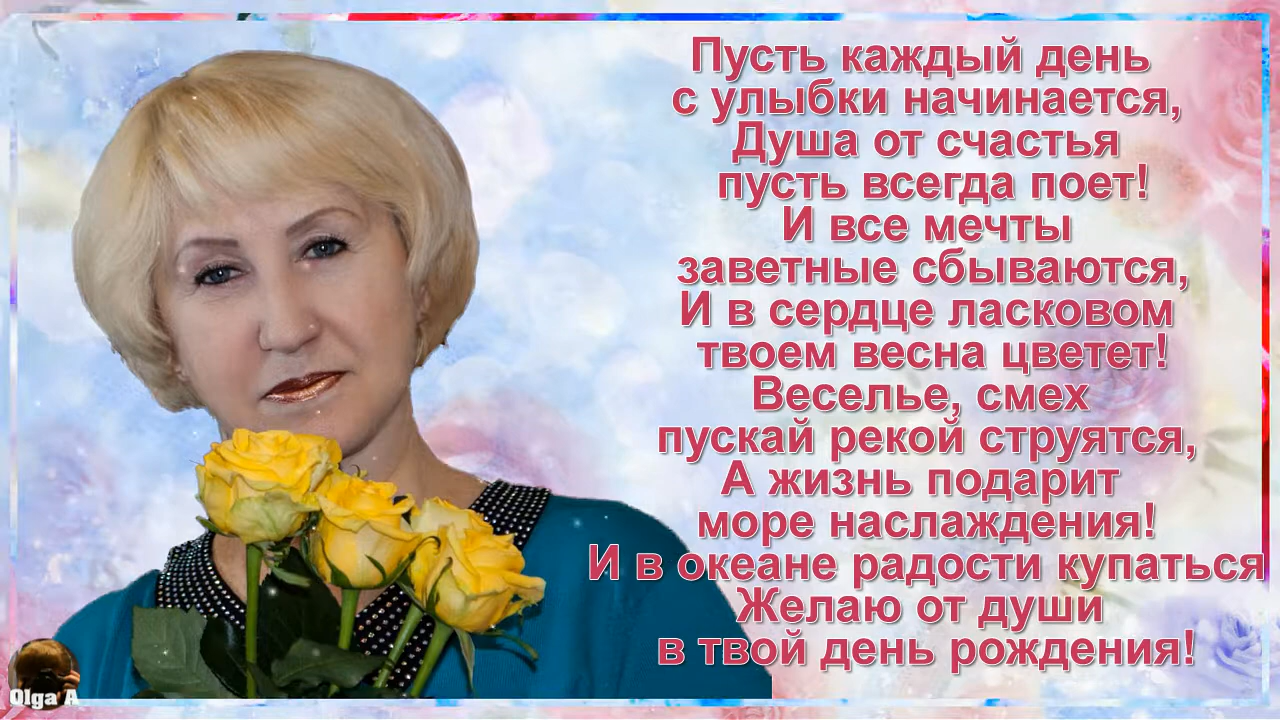 Пусть каждый день
с улыбки начинается,
Душа от счастья
пусть всегда поет!
И все мечты
заветные сбываются,
И в сердце ласковом
твоем весна цветет!
Веселье, смех
пускай рекой струятся,
А жизнь подарит
море наслаждения!
И в океане радости купаться
Желаю от души
в твой день рождения!
Olga A